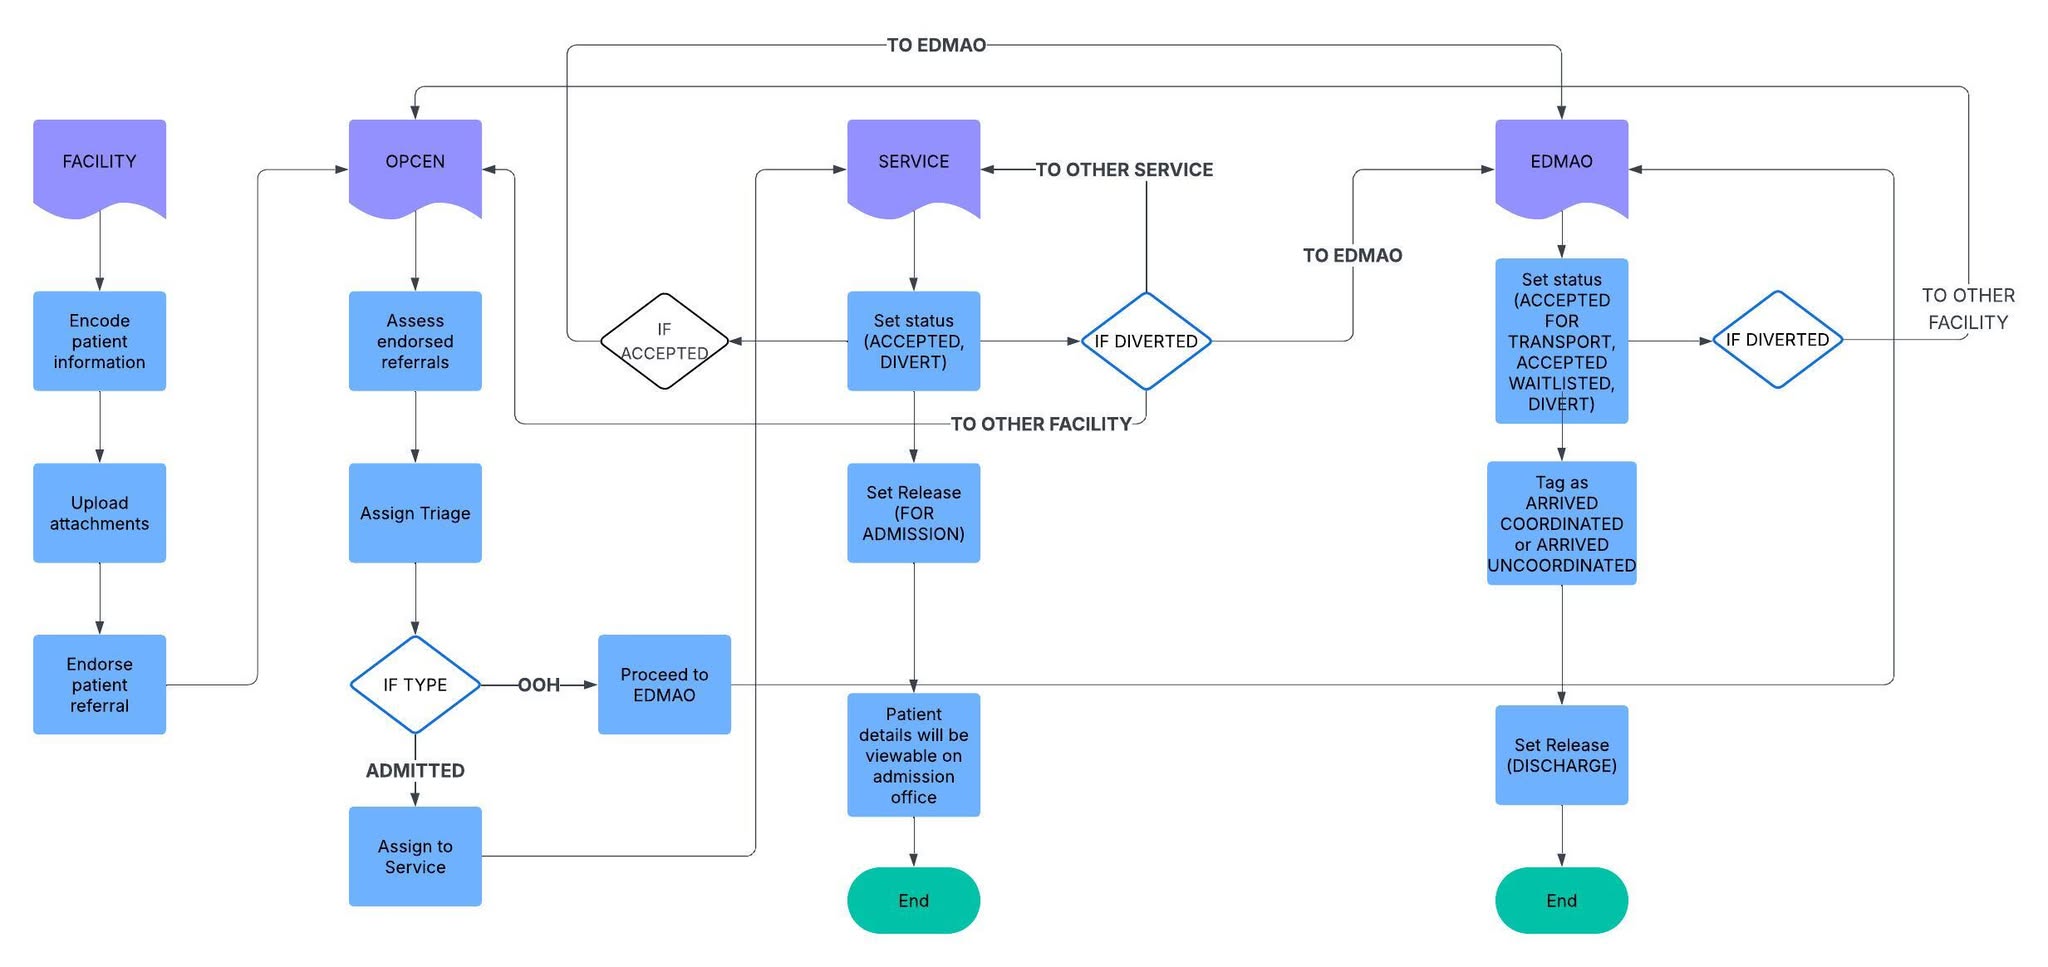 TO EDMAO
FACILITY
OPCEN
SERVICE
TO OTHER SERVICE
EDMAO
TO EDMAO
Encode
patient
information
Assess
endorsed
referrals
IF
ACCEPTED
Set status
(ACCEPTED,
DIVERT)
IF DIVERTED
Set status
(ACCEPTED
FOR
TRANSPORT,
ACCEPTED
WAITLISTED,
DIVERT)
IF DIVERTED
TO OTHER
FACILITY
TO OTHER FACILITY
Upload
attachments
Assign Triage
Set Release
(FOR
ADMISSION)
Tag as
ARRIVED
COORDINATED
or ARRIVED
UNCOORDINATED
Endorse
patient
referral
IF TYPE
OOH
Proceed to
EDMAO
Patient
details will be
viewable on
admission
office
Set Release
(DISCHARGE)
ADMITTED
Assign to
Service
End
End